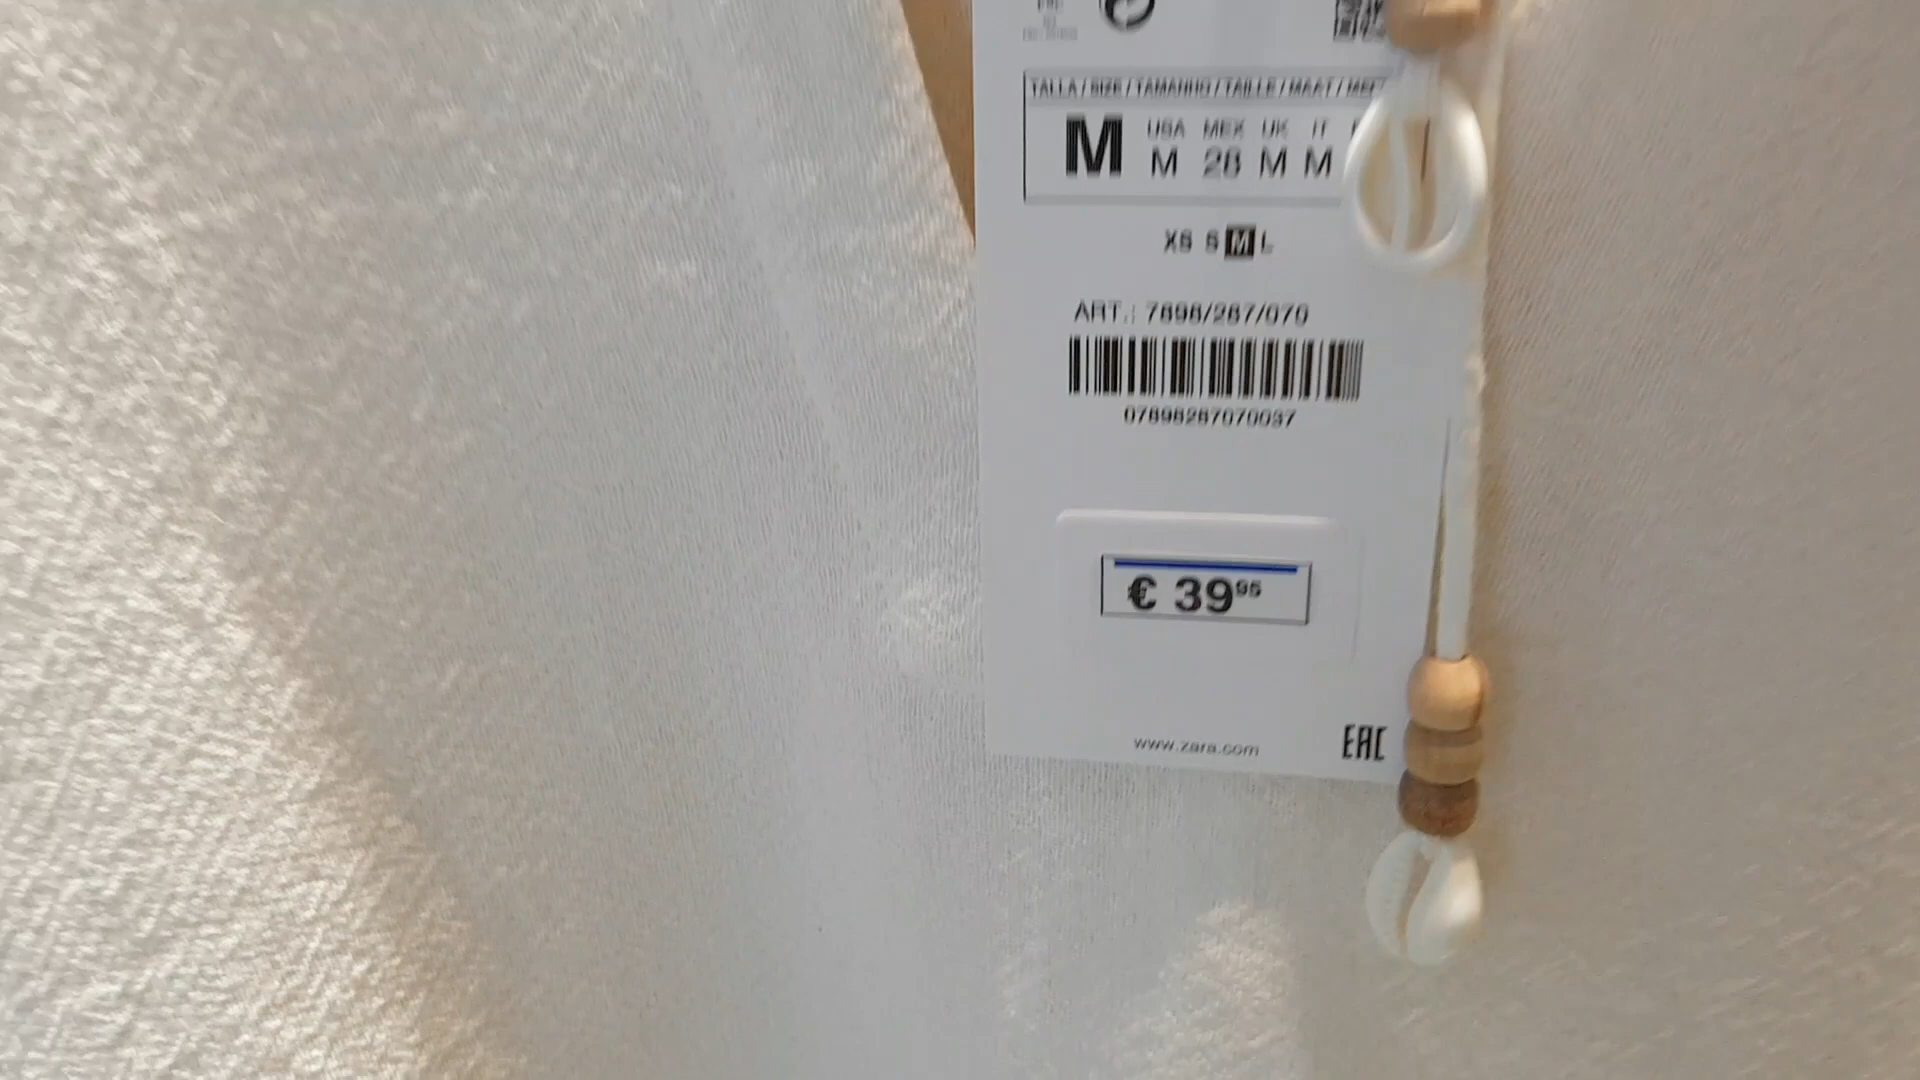 TALLA / SIZE / TAMANHO / TAILLE / MAAT /
M USA MEX UK IT
M 28 M M
XS S M L
ART.: 7898/287/070
07898287070037
€ 39⁹⁵
www.zara.com
EAC